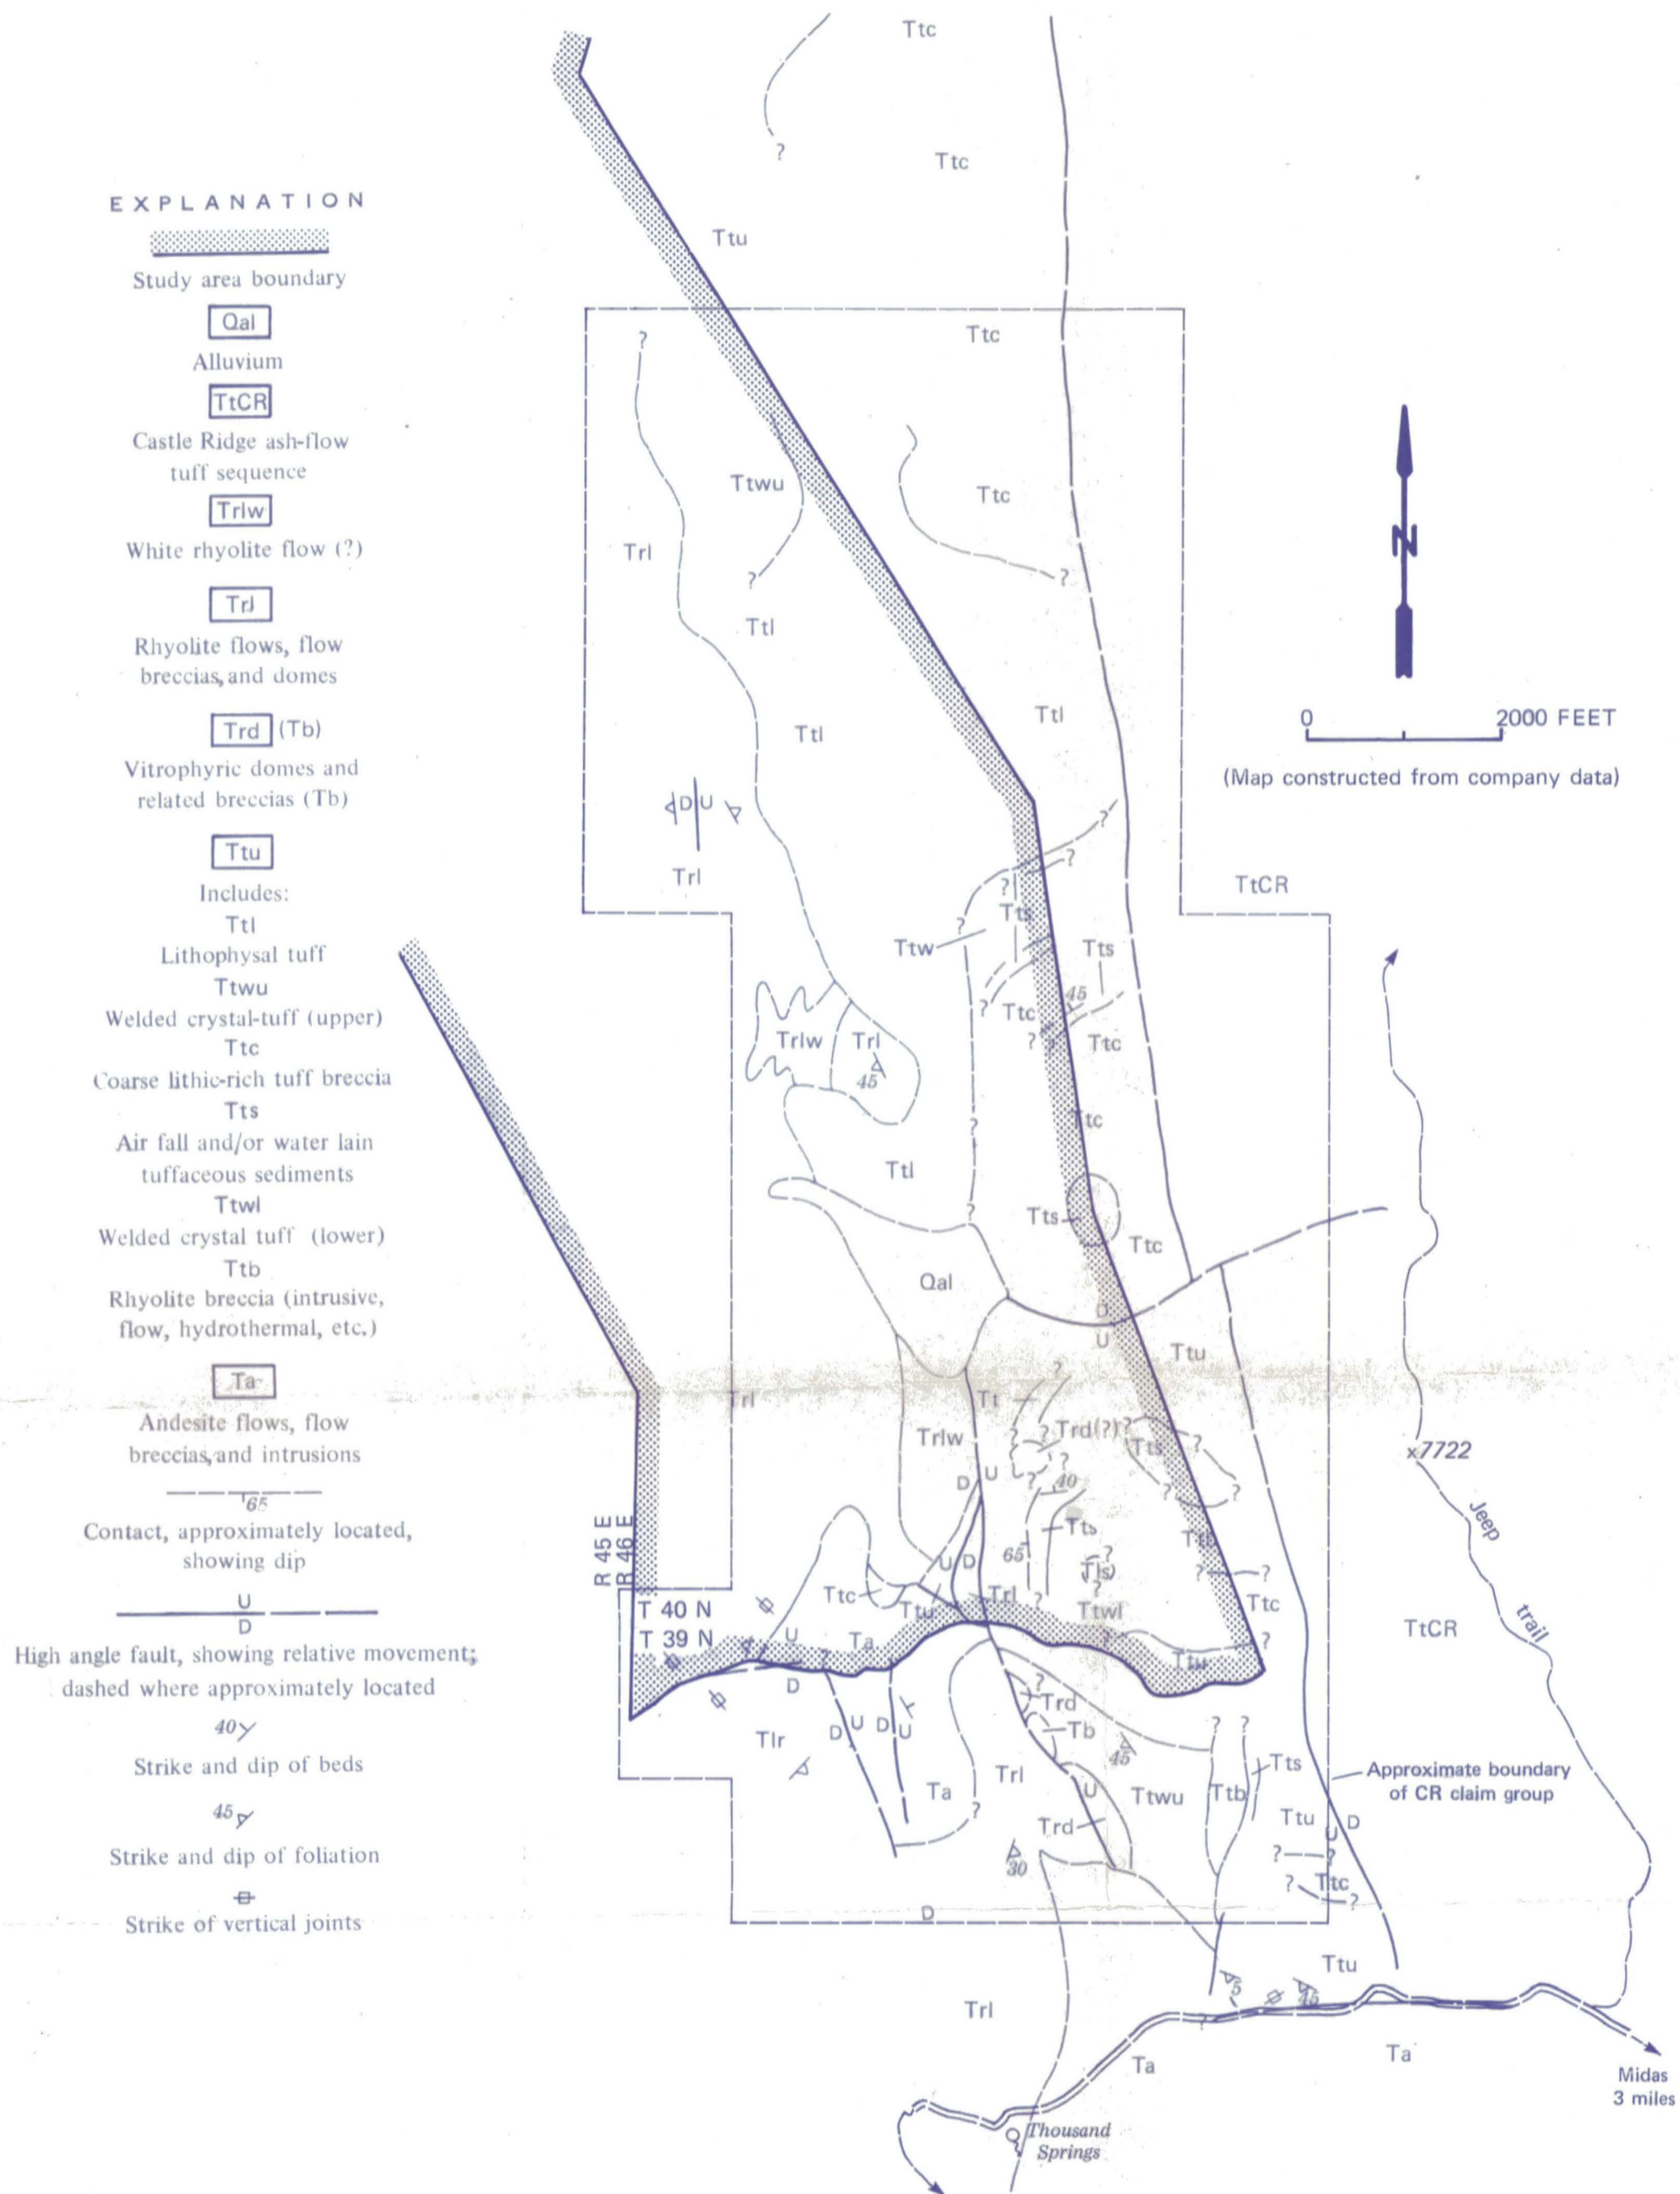 EXPLANATION
Study area boundary
Qal
Alluvium
TtCR
Castle Ridge ash-flow
tuff sequence
Trlw
White rhyolite flow (?)
Trl
Rhyolite flows, flow
breccias, and domes
Trd (Tb)
Vitrophyric domes and
related breccias (Tb)
Ttu
Includes:
Ttl
Lithophysal tuff
Ttwu
Welded crystal-tuff (upper)
Ttc
Coarse lithic-rich tuff breccia
Tts
Air fall and/or water lain
tuffaceous sediments
Ttwl
Welded crystal tuff (lower)
Ttb
Rhyolite breccia (intrusive,
flow, hydrothermal, etc.)
Ta
Andesite flows, flow
breccias, and intrusions
65
Contact, approximately located,
showing dip
U
D
High angle fault, showing relative movement;
dashed where approximately located
40
Strike and dip of beds
45
Strike and dip of foliation
Strike of vertical joints
Ttc
?
Ttc
Ttu
Ttc
?
Ttwu
Ttc
Trl
?
?
Ttl
Ttl
Ttl
N
0 2000 FEET
(Map constructed from company data)
D U
?
?
Trl
?
TtCR
Tts
?
Ttw
Tts
45
?
Ttc
?
?
Ttc
Trlw
Trl
45
Ttc
?
Ttl
?
Tts
Ttc
Qal
D
U
Ttu
?
Trl
Tt
Trd(?)
?
?
?
Tts
?
Trlw
?
x7722
D
U
?
40
?
?
Jeep
trail
R 45 E
R 46 E
Tts
Ttb
65
U
D
?
(Tls)
?
?
?
Ttc
Ttu
Trl
?
Ttwl
Ttc
T 40 N
T 39 N
U
Ta
?
?
?
Ttu
TtCR
D
?
Trd
Tb
45
?
?
Tlr
D
U
D
U
Tts
Approximate boundary
of CR claim group
Ta
Trl
U
Ttwu
Ttb
?
Trd
Ttu
U
D
30
?
?
?
Ttc
?
D
Ttu
5
45
Trl
?
Ta
Ta
Midas
3 miles
Thousand
Springs